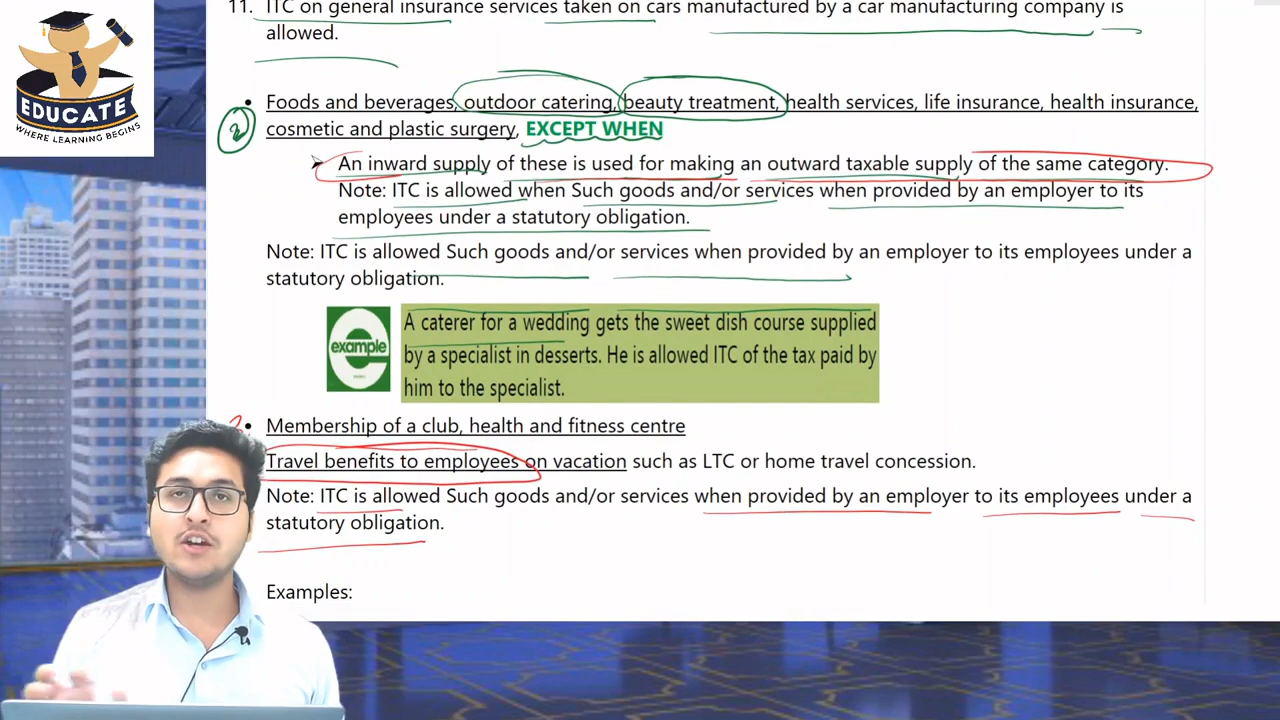 11. ITC on general insurance services taken on cars manufactured by a car manufacturing company is
allowed.
EDUCATE
WHERE LEARNING BEGINS
• Foods and beverages, outdoor catering, beauty treatment, health services, life insurance, health insurance,
cosmetic and plastic surgery, EXCEPT WHEN
2
➤ An inward supply of these is used for making an outward taxable supply of the same category.
Note: ITC is allowed when Such goods and/or services when provided by an employer to its
employees under a statutory obligation.
Note: ITC is allowed Such goods and/or services when provided by an employer to its employees under a
statutory obligation.
example
A caterer for a wedding gets the sweet dish course supplied
by a specialist in desserts. He is allowed ITC of the tax paid by
him to the specialist.
• Membership of a club, health and fitness centre
Travel benefits to employees on vacation such as LTC or home travel concession.
Note: ITC is allowed Such goods and/or services when provided by an employer to its employees under a
statutory obligation.
Examples: